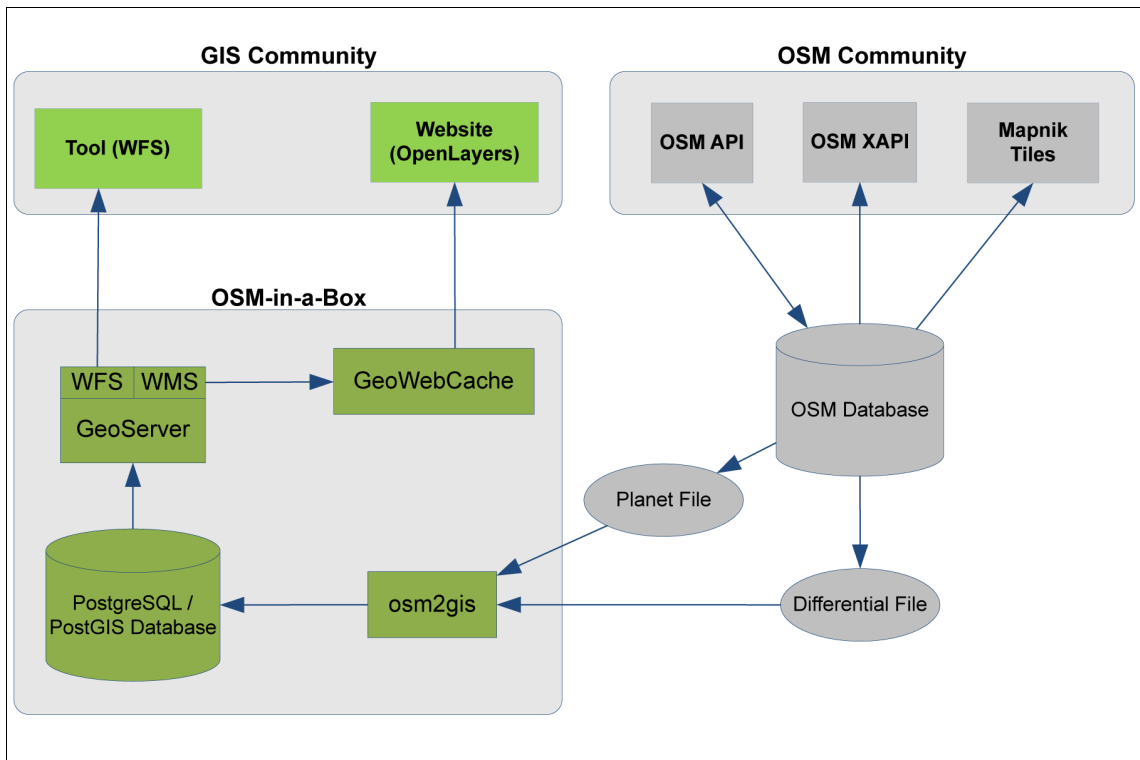 GIS Community
OSM Community
Tool (WFS)
Website
(OpenLayers)
OSM API
OSM XAPI
Mapnik
Tiles
OSM-in-a-Box
WFS
WMS
GeoServer
GeoWebCache
OSM Database
Planet File
PostgreSQL /
PostGIS Database
osm2gis
Differential File